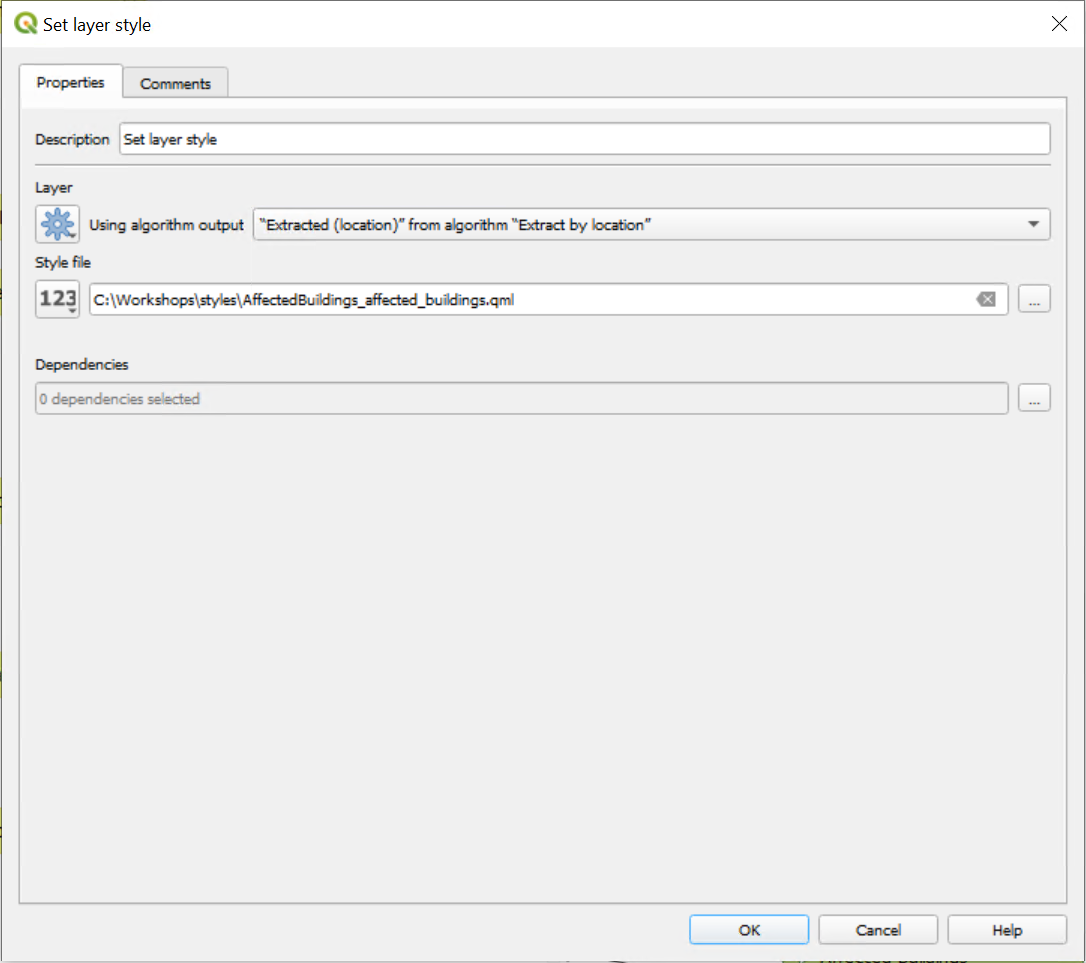 Set layer style
Properties
Comments
Description
Set layer style
Layer
Using algorithm output
“Extracted (location)” from algorithm “Extract by location”
Style file
123
C:\Workshops\styles\AffectedBuildings_affected_buildings.qml
...
Dependencies
0 dependencies selected
...
OK
Cancel
Help